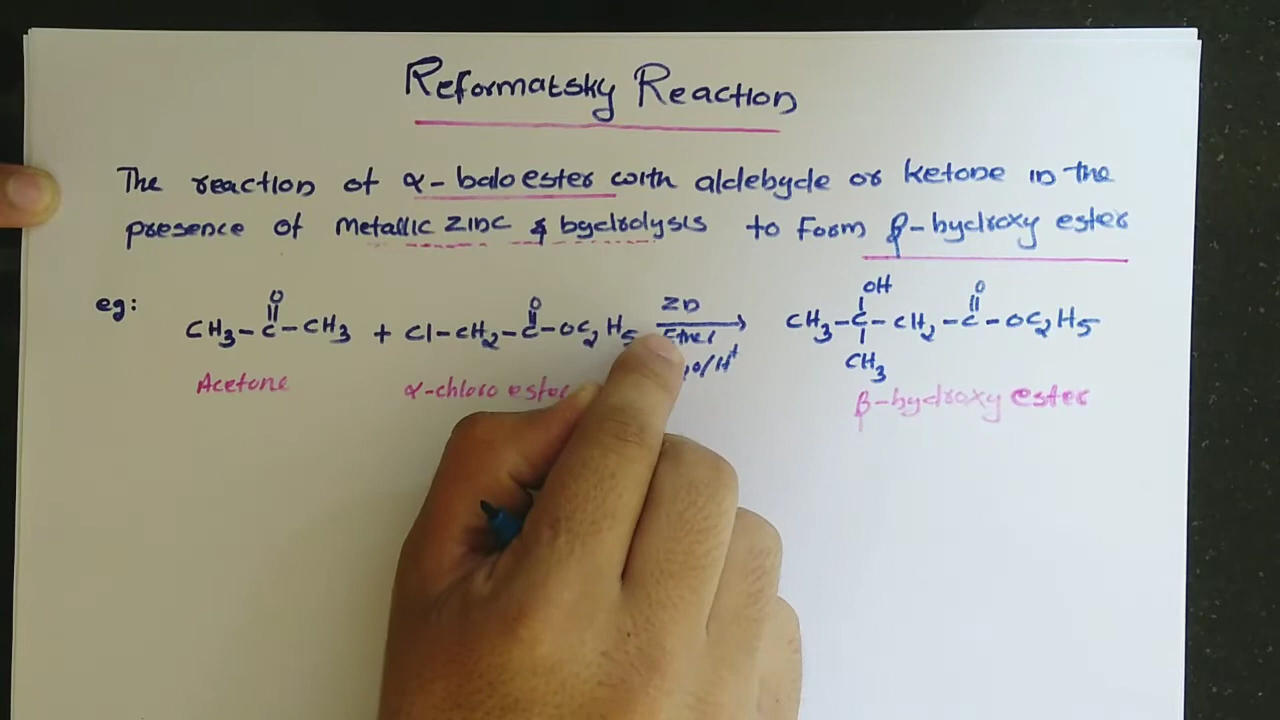 Reformatsky Reaction
The reaction of α-haloester with aldehyde or ketone in the
presence of metallic zinc & hydrolysis to form β-hydroxy ester
eg:
CH₃-C(=O)-CH₃ + Cl-CH₂-C(=O)-OC₂H₅ → CH₃-C(OH)(CH₃)-CH₂-C(=O)-OC₂H₅
Zn
Ether
O/H⁺
Acetone α-chloro ester β-hydroxy ester